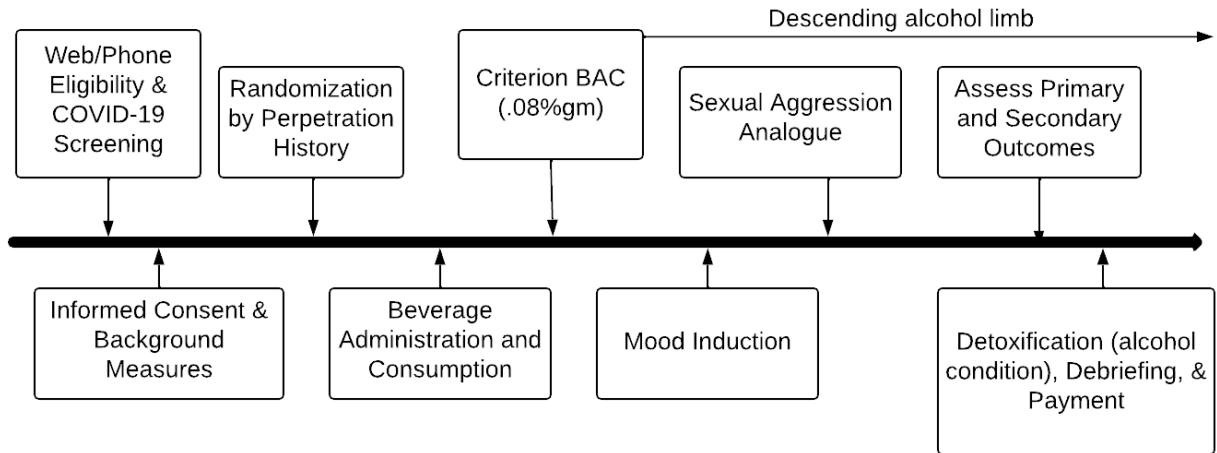 Descending alcohol limb
Web/Phone
Eligibility &
COVID-19
Screening
Randomization
by Perpetration
History
Criterion BAC
(.08%gm)
Sexual Aggression
Analogue
Assess Primary
and Secondary
Outcomes
Informed Consent &
Background
Measures
Beverage
Administration and
Consumption
Mood Induction
Detoxification (alcohol
condition), Debriefing, &
Payment